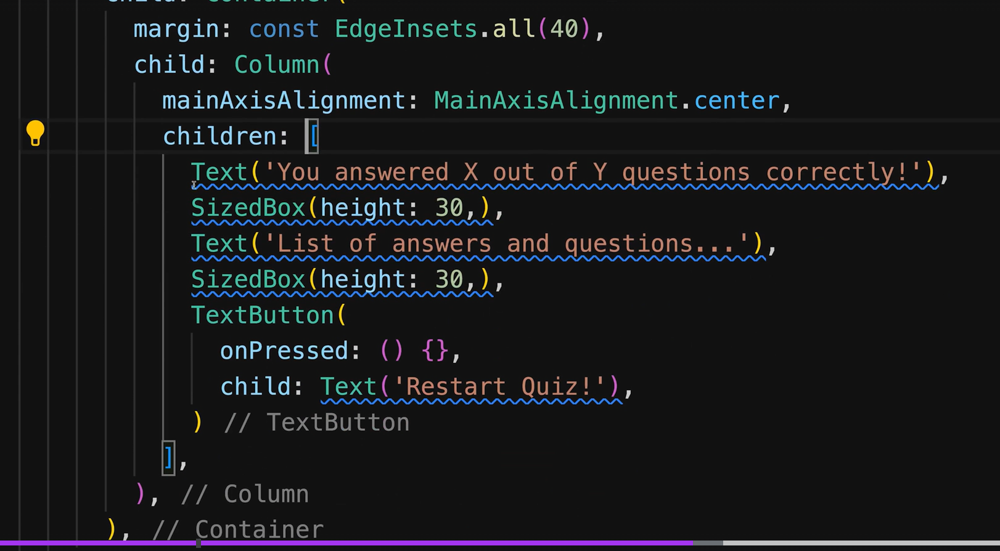 child: Container(
margin: const EdgeInsets.all(40),
child: Column(
mainAxisAlignment: MainAxisAlignment.center,
children: [
Text('You answered X out of Y questions correctly!'),
SizedBox(height: 30,),
Text('List of answers and questions...'),
SizedBox(height: 30,),
TextButton(
onPressed: () {},
child: Text('Restart Quiz!'),
) // TextButton
],
), // Column
), // Container